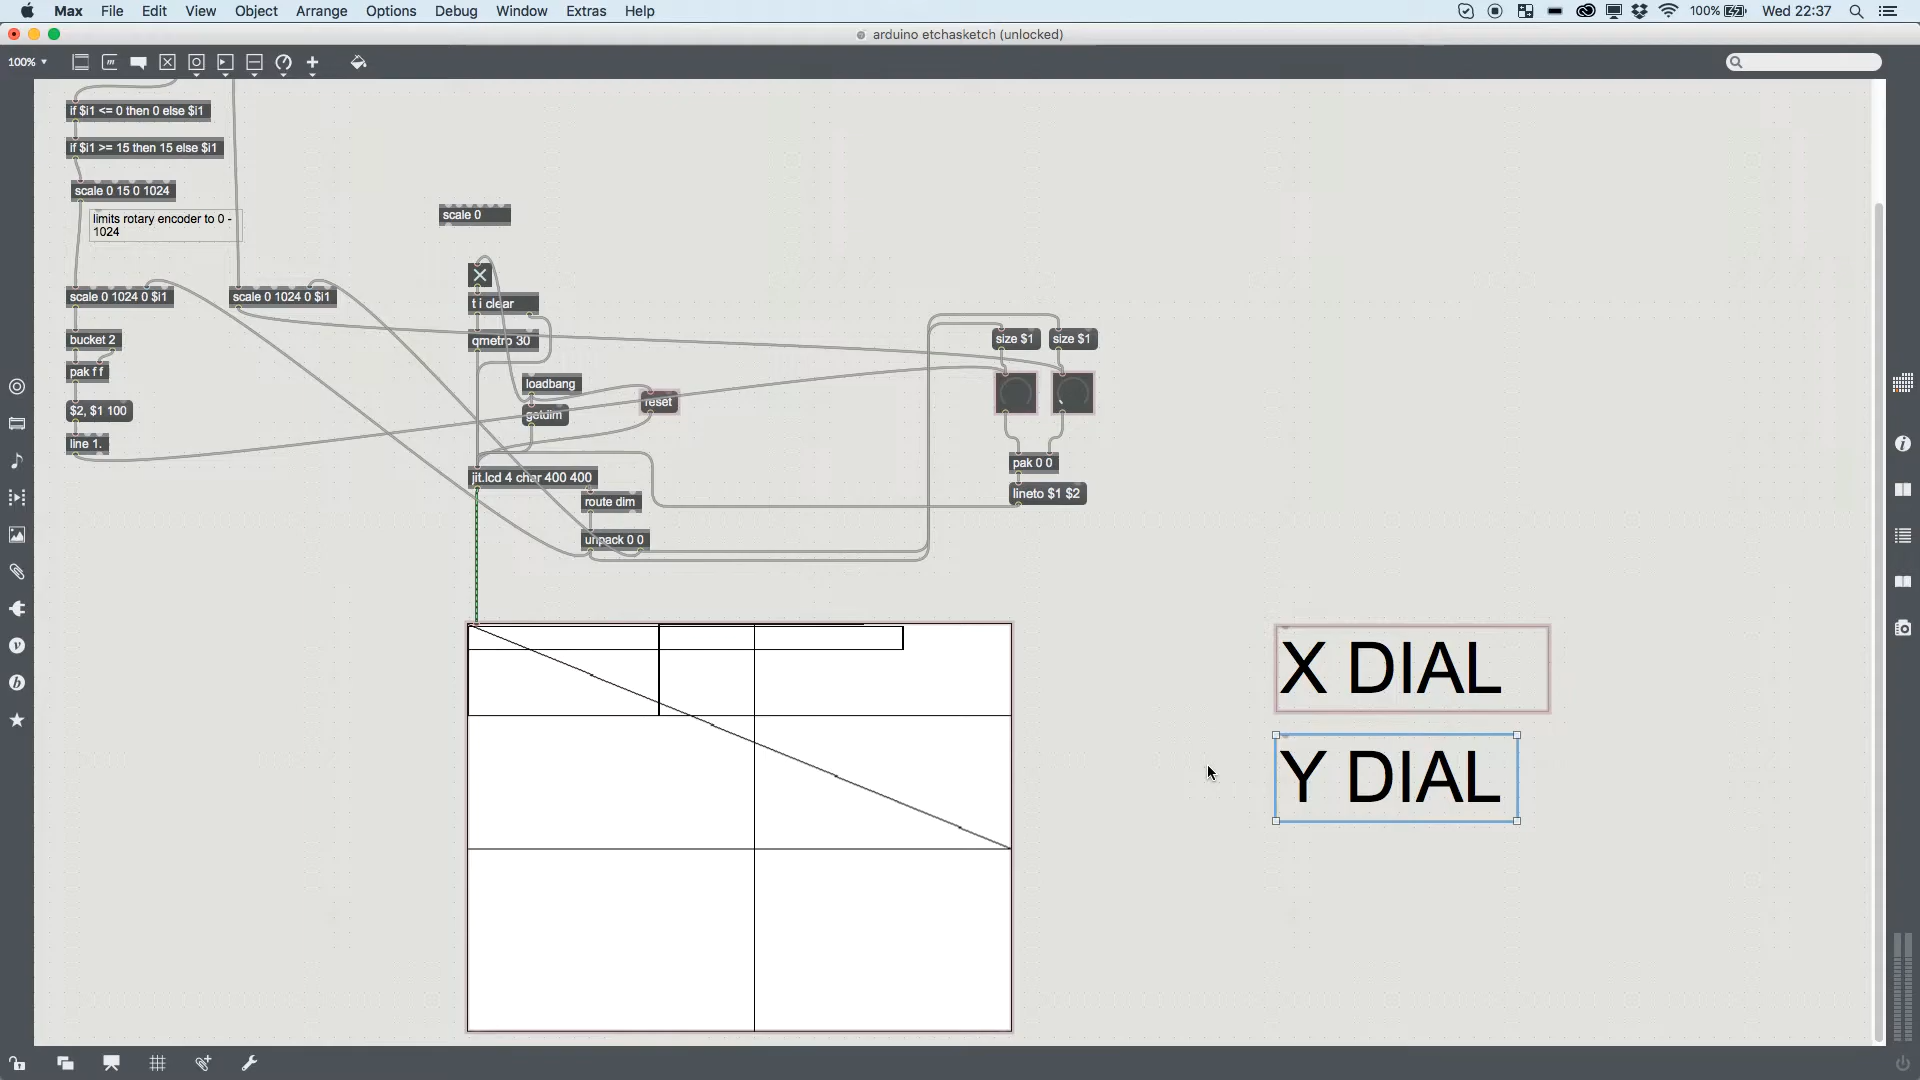 Max File Edit View Object Arrange Options Debug Window Extras Help 100% Wed 22:37
arduino etchasketch (unlocked)
100%
if $i1 <= 0 then 0 else $i1
if $i1 >= 15 then 15 else $i1
scale 0 15 0 1024
limits rotary encoder to 0 -
1024
scale 0
scale 0 1024 0 $i1
scale 0 1024 0 $i1
t i clear
bucket 2
qmetro 30
size $1
size $1
pak f f
loadbang
reset
$2, $1 100
getdim
line 1.
pak 0 0
jit.lcd 4 char 400 400
lineto $1 $2
route dim
unpack 0 0
X DIAL
Y DIAL